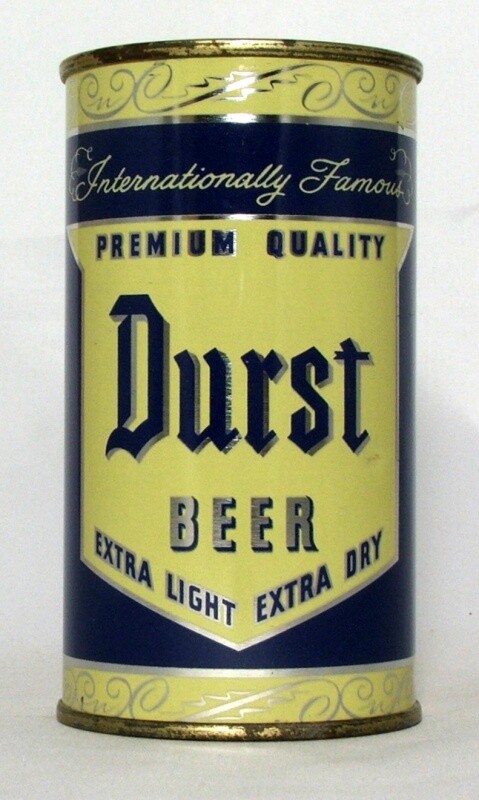 Internationally Famous
PREMIUM QUALITY
Durst
BEER
EXTRA LIGHT EXTRA DRY